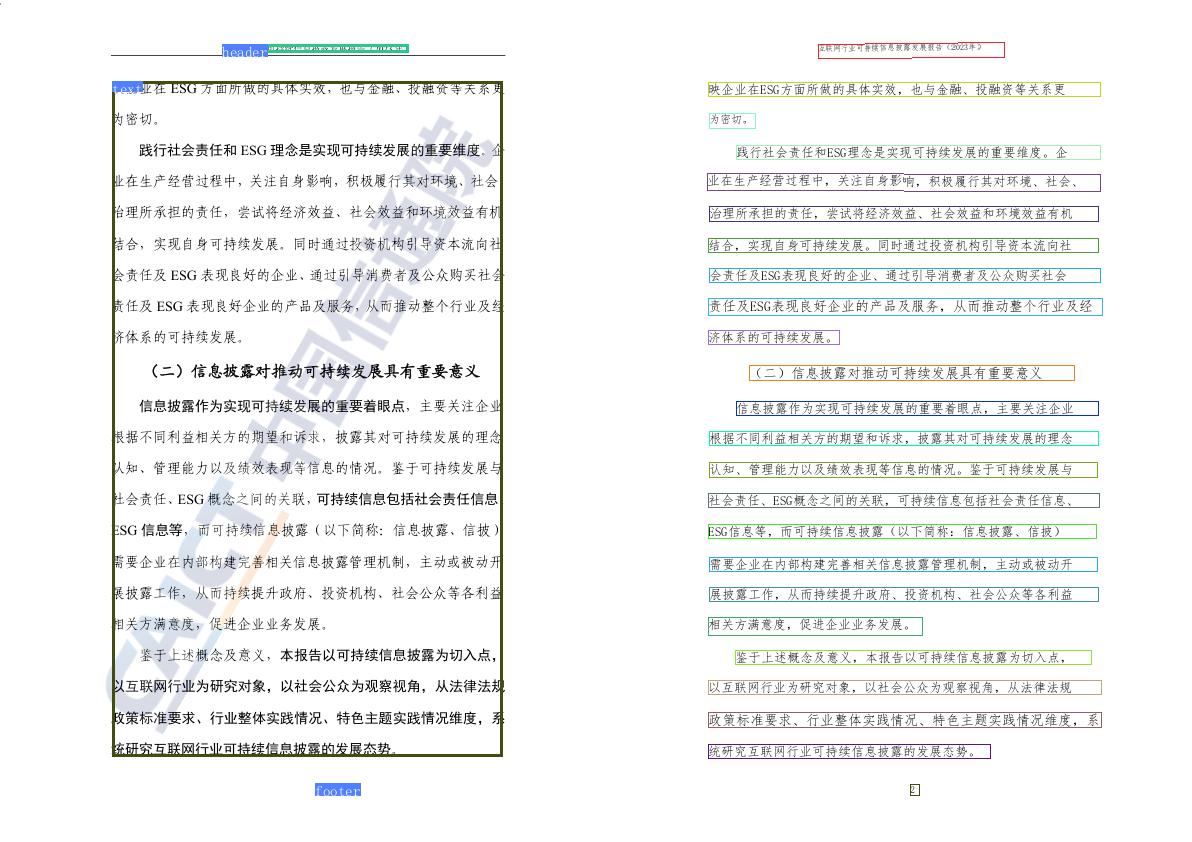 header
text
业在 ESG 方面所做的具体实效，也与金融、投融资等关系更
为密切。
践行社会责任和 ESG 理念是实现可持续发展的重要维度。企
业在生产经营过程中，关注自身影响，积极履行其对环境、社会
治理所承担的责任，尝试将经济效益、社会效益和环境效益有机
结合，实现自身可持续发展。同时通过投资机构引导资本流向社
会责任及 ESG 表现良好的企业、通过引导消费者及公众购买社会
责任及 ESG 表现良好企业的产品及服务，从而推动整个行业及经
济体系的可持续发展。
（二）信息披露对推动可持续发展具有重要意义
信息披露作为实现可持续发展的重要着眼点，主要关注企业
根据不同利益相关方的期望和诉求，披露其对可持续发展的理念
认知、管理能力以及绩效表现等信息的情况。鉴于可持续发展与
社会责任、ESG 概念之间的关联，可持续信息包括社会责任信息
ESG 信息等，而可持续信息披露（以下简称：信息披露、信披）
需要企业在内部构建完善相关信息披露管理机制，主动或被动开
展披露工作，从而持续提升政府、投资机构、社会公众等各利益
相关方满意度，促进企业业务发展。
鉴于上述概念及意义，本报告以可持续信息披露为切入点，
以互联网行业为研究对象，以社会公众为观察视角，从法律法规
政策标准要求、行业整体实践情况、特色主题实践情况维度，系
统研究互联网行业可持续信息披露的发展态势。
CAICT 中国信通院
footer
互联网行业可持续信息披露发展报告（2023年）
映企业在ESG方面所做的具体实效，也与金融、投融资等关系更
为密切。
践行社会责任和ESG理念是实现可持续发展的重要维度。企
业在生产经营过程中，关注自身影响，积极履行其对环境、社会、
治理所承担的责任，尝试将经济效益、社会效益和环境效益有机
结合，实现自身可持续发展。同时通过投资机构引导资本流向社
会责任及ESG表现良好的企业、通过引导消费者及公众购买社会
责任及ESG表现良好企业的产品及服务，从而推动整个行业及经
济体系的可持续发展。
（二）信息披露对推动可持续发展具有重要意义
信息披露作为实现可持续发展的重要着眼点，主要关注企业
根据不同利益相关方的期望和诉求，披露其对可持续发展的理念
认知、管理能力以及绩效表现等信息的情况。鉴于可持续发展与
社会责任、ESG概念之间的关联，可持续信息包括社会责任信息、
ESG信息等，而可持续信息披露（以下简称：信息披露、信披）
需要企业在内部构建完善相关信息披露管理机制，主动或被动开
展披露工作，从而持续提升政府、投资机构、社会公众等各利益
相关方满意度，促进企业业务发展。
鉴于上述概念及意义，本报告以可持续信息披露为切入点，
以互联网行业为研究对象，以社会公众为观察视角，从法律法规
政策标准要求、行业整体实践情况、特色主题实践情况维度，系
统研究互联网行业可持续信息披露的发展态势。
2